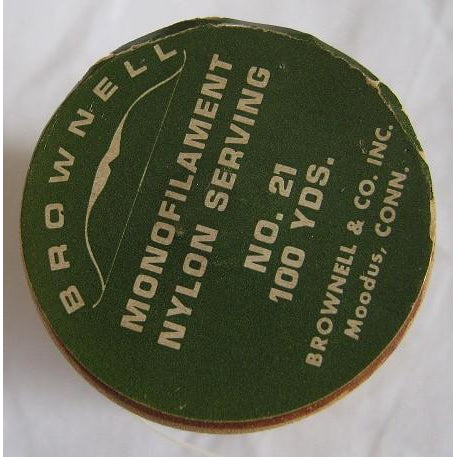 BROWNELL
MONOFILAMENT
NYLON SERVING
NO. 21
100 YDS.
BROWNELL & CO. INC.
Moodus, CONN.